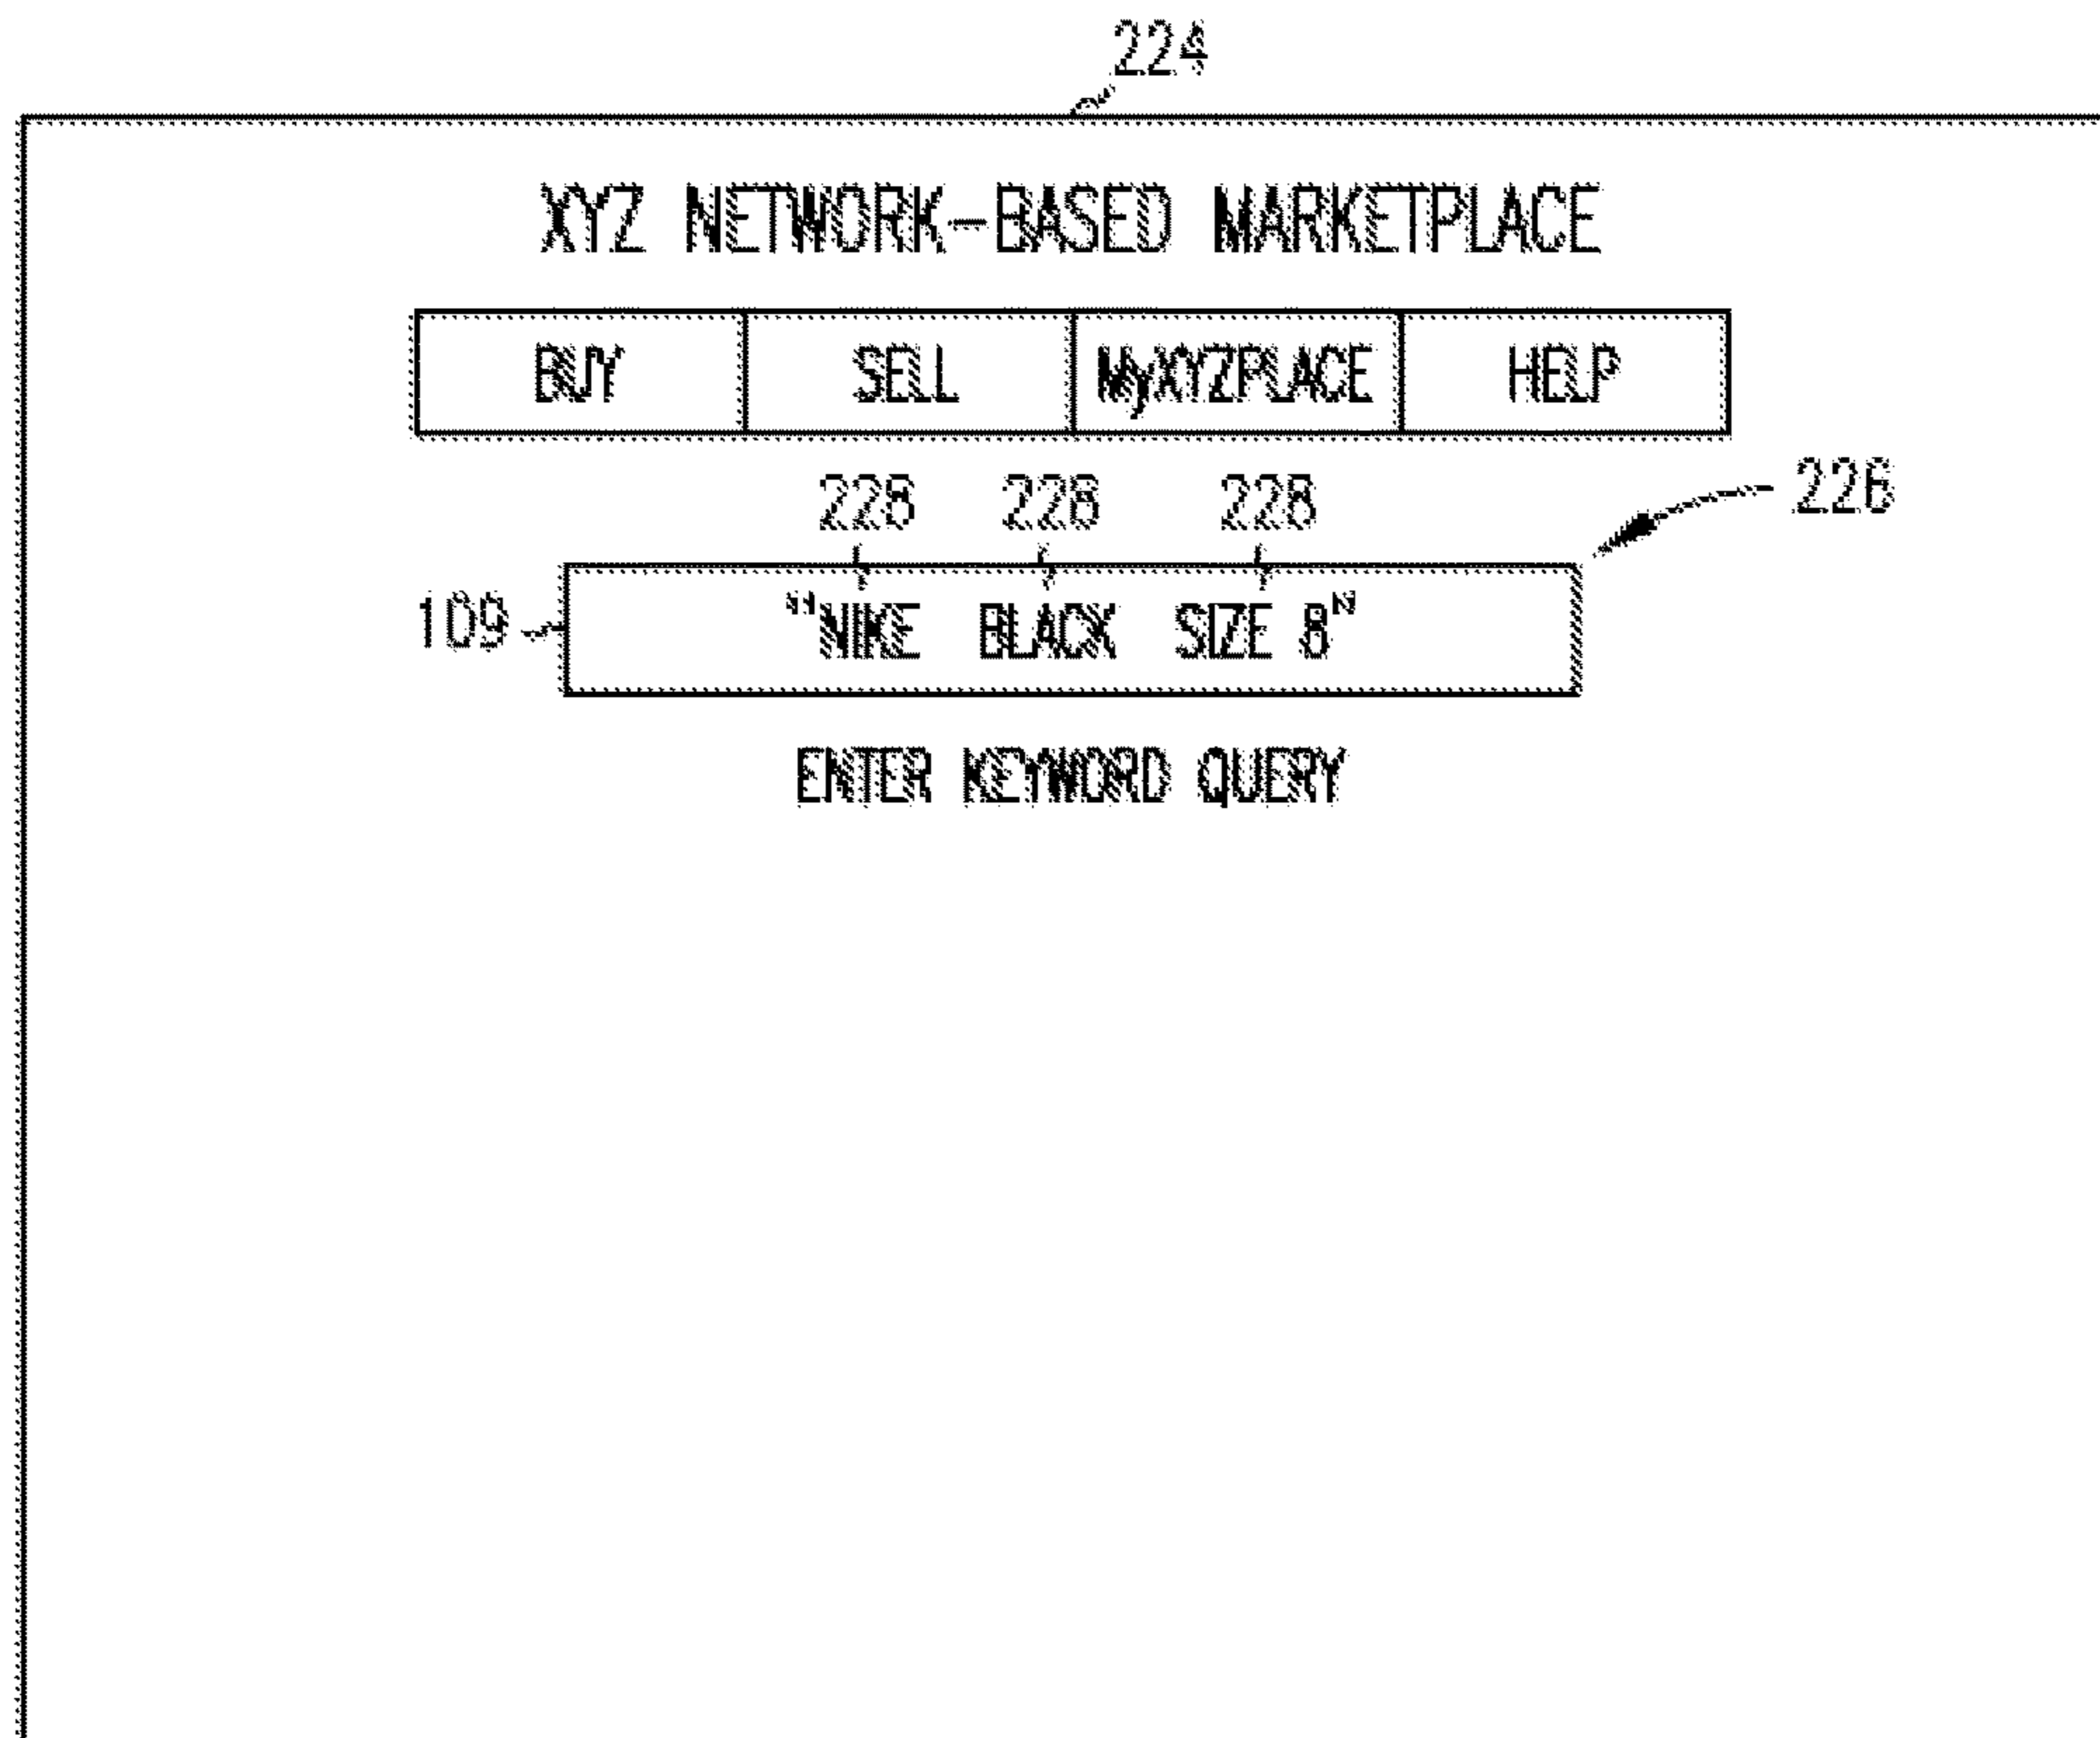 224
XYZ NETWORK-BASED MARKETPLACE
BUY SELL MyXYZPLACE HELP
228 228 228 226
109 "NIKE BLACK SIZE 8"
ENTER KEYWORD QUERY